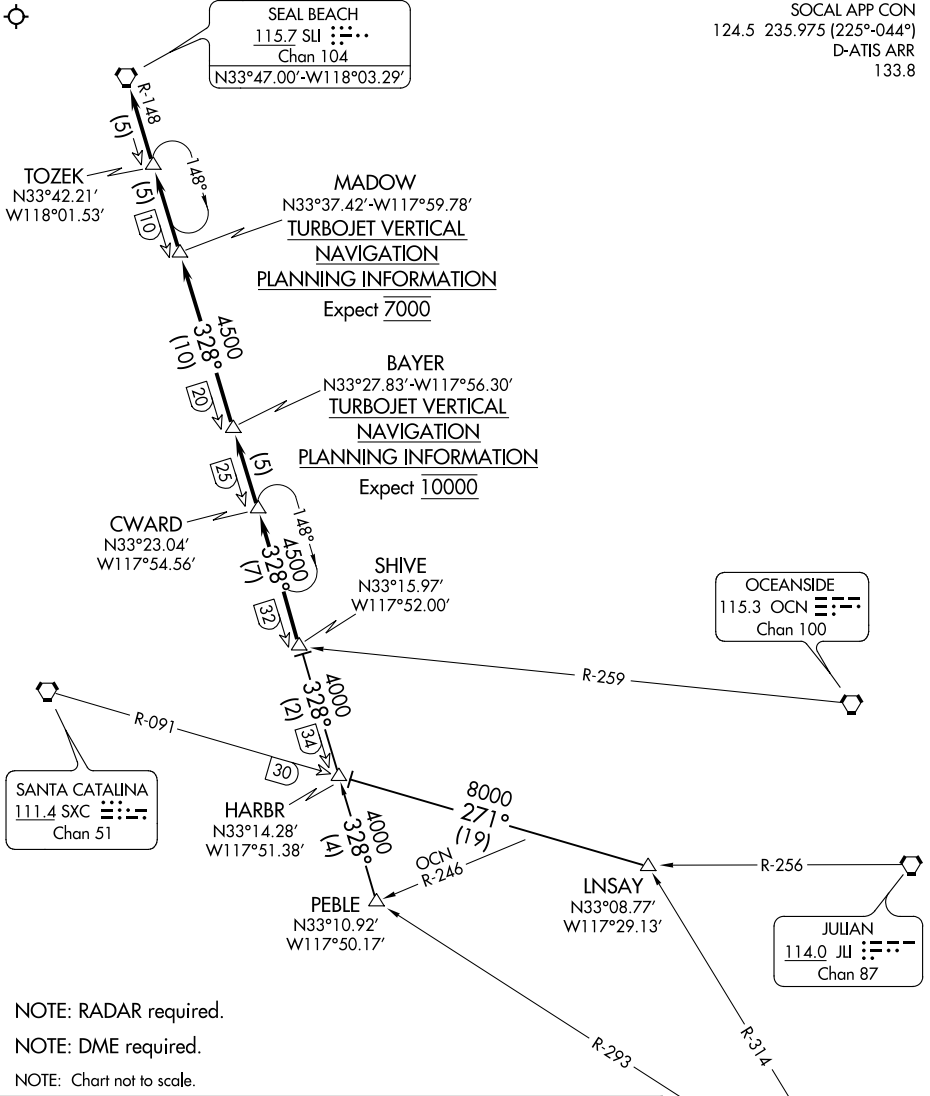 SEAL BEACH
115.7 SLI
Chan 104
N33°47.00'-W118°03.29'
SOCAL APP CON
124.5 235.975 (225°-044°)
D-ATIS ARR
133.8
R-148
(5)
TOZEK
N33°42.21'
W118°01.53'
148°
(5)
10
MADOW
N33°37.42'-W117°59.78'
TURBOJET VERTICAL
NAVIGATION
PLANNING INFORMATION
Expect 7000
4500
328°
(10)
20
BAYER
N33°27.83'-W117°56.30'
TURBOJET VERTICAL
NAVIGATION
PLANNING INFORMATION
Expect 10000
(5)
25
CWARD
N33°23.04'
W117°54.56'
148°
4500
328°
(7)
32
SHIVE
N33°15.97'
W117°52.00'
OCEANSIDE
115.3 OCN
Chan 100
R-259
4000
328°
(2)
34
R-091
30
SANTA CATALINA
111.4 SXC
Chan 51
HARBR
N33°14.28'
W117°51.38'
8000
271°
(19)
4000
328°
(4)
OCN
R-246
PEBLE
N33°10.92'
W117°50.17'
LNSAY
N33°08.77'
W117°29.13'
R-256
JULIAN
114.0 JLI
Chan 87
R-293
R-314
NOTE: RADAR required.
NOTE: DME required.
NOTE: Chart not to scale.